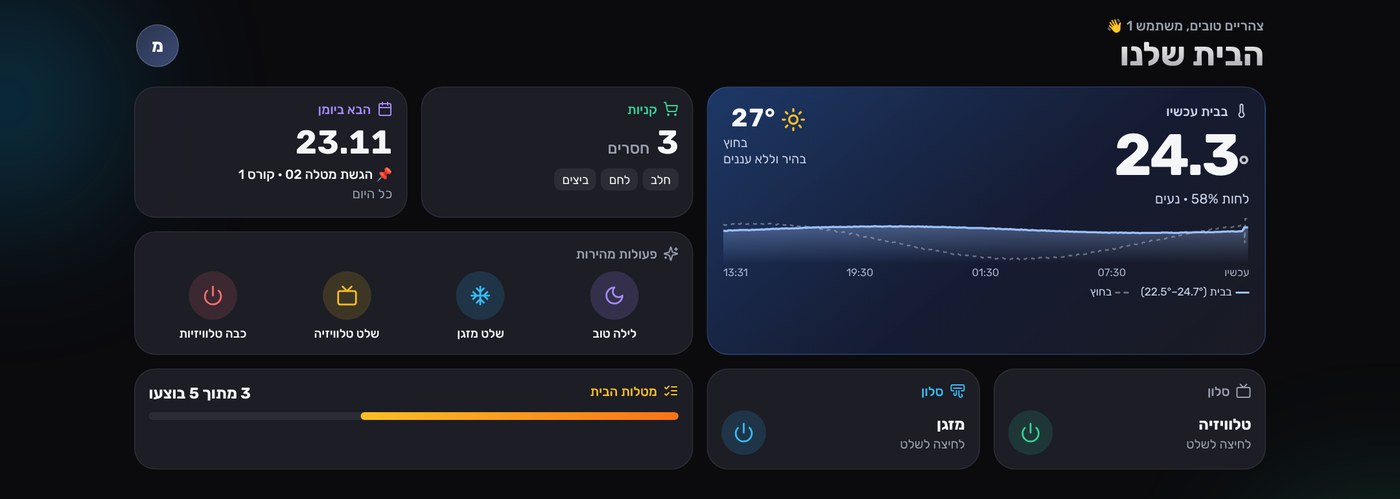 צהריים טובים, משתמש 1 👋
הבית שלנו
מ
בבית עכשיו
24.3°
לחות 58% · נעים
27°
בחוץ
בהיר וללא עננים
13:31 19:30 01:30 07:30 עכשיו
בבית (22.5°–24.7°) בחוץ
קניות
3 חסרים
חלב לחם ביצים
הבא ביומן
23.11
📌 הגשת מטלה 02 · קורס 1
כל היום
פעולות מהירות
לילה טוב
שלט מזגן
שלט טלוויזיה
כבה טלוויזיות
סלון
טלוויזיה
לחיצה לשלט
סלון
מזגן
לחיצה לשלט
מטלות הבית
3 מתוך 5 בוצעו